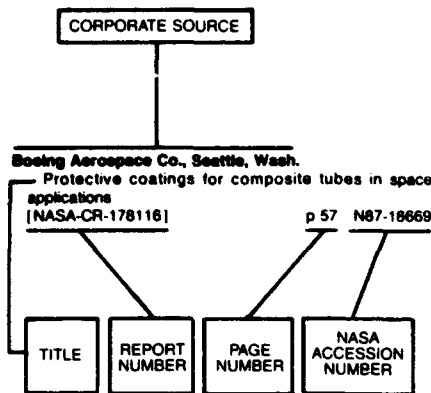 CORPORATE SOURCE
Boeing Aerospace Co., Seattle, Wash.
Protective coatings for composite tubes in space
applications
[NASA-CR-178116] p 57 N87-18669
TITLE
REPORT
NUMBER
PAGE
NUMBER
NASA
ACCESSION
NUMBER